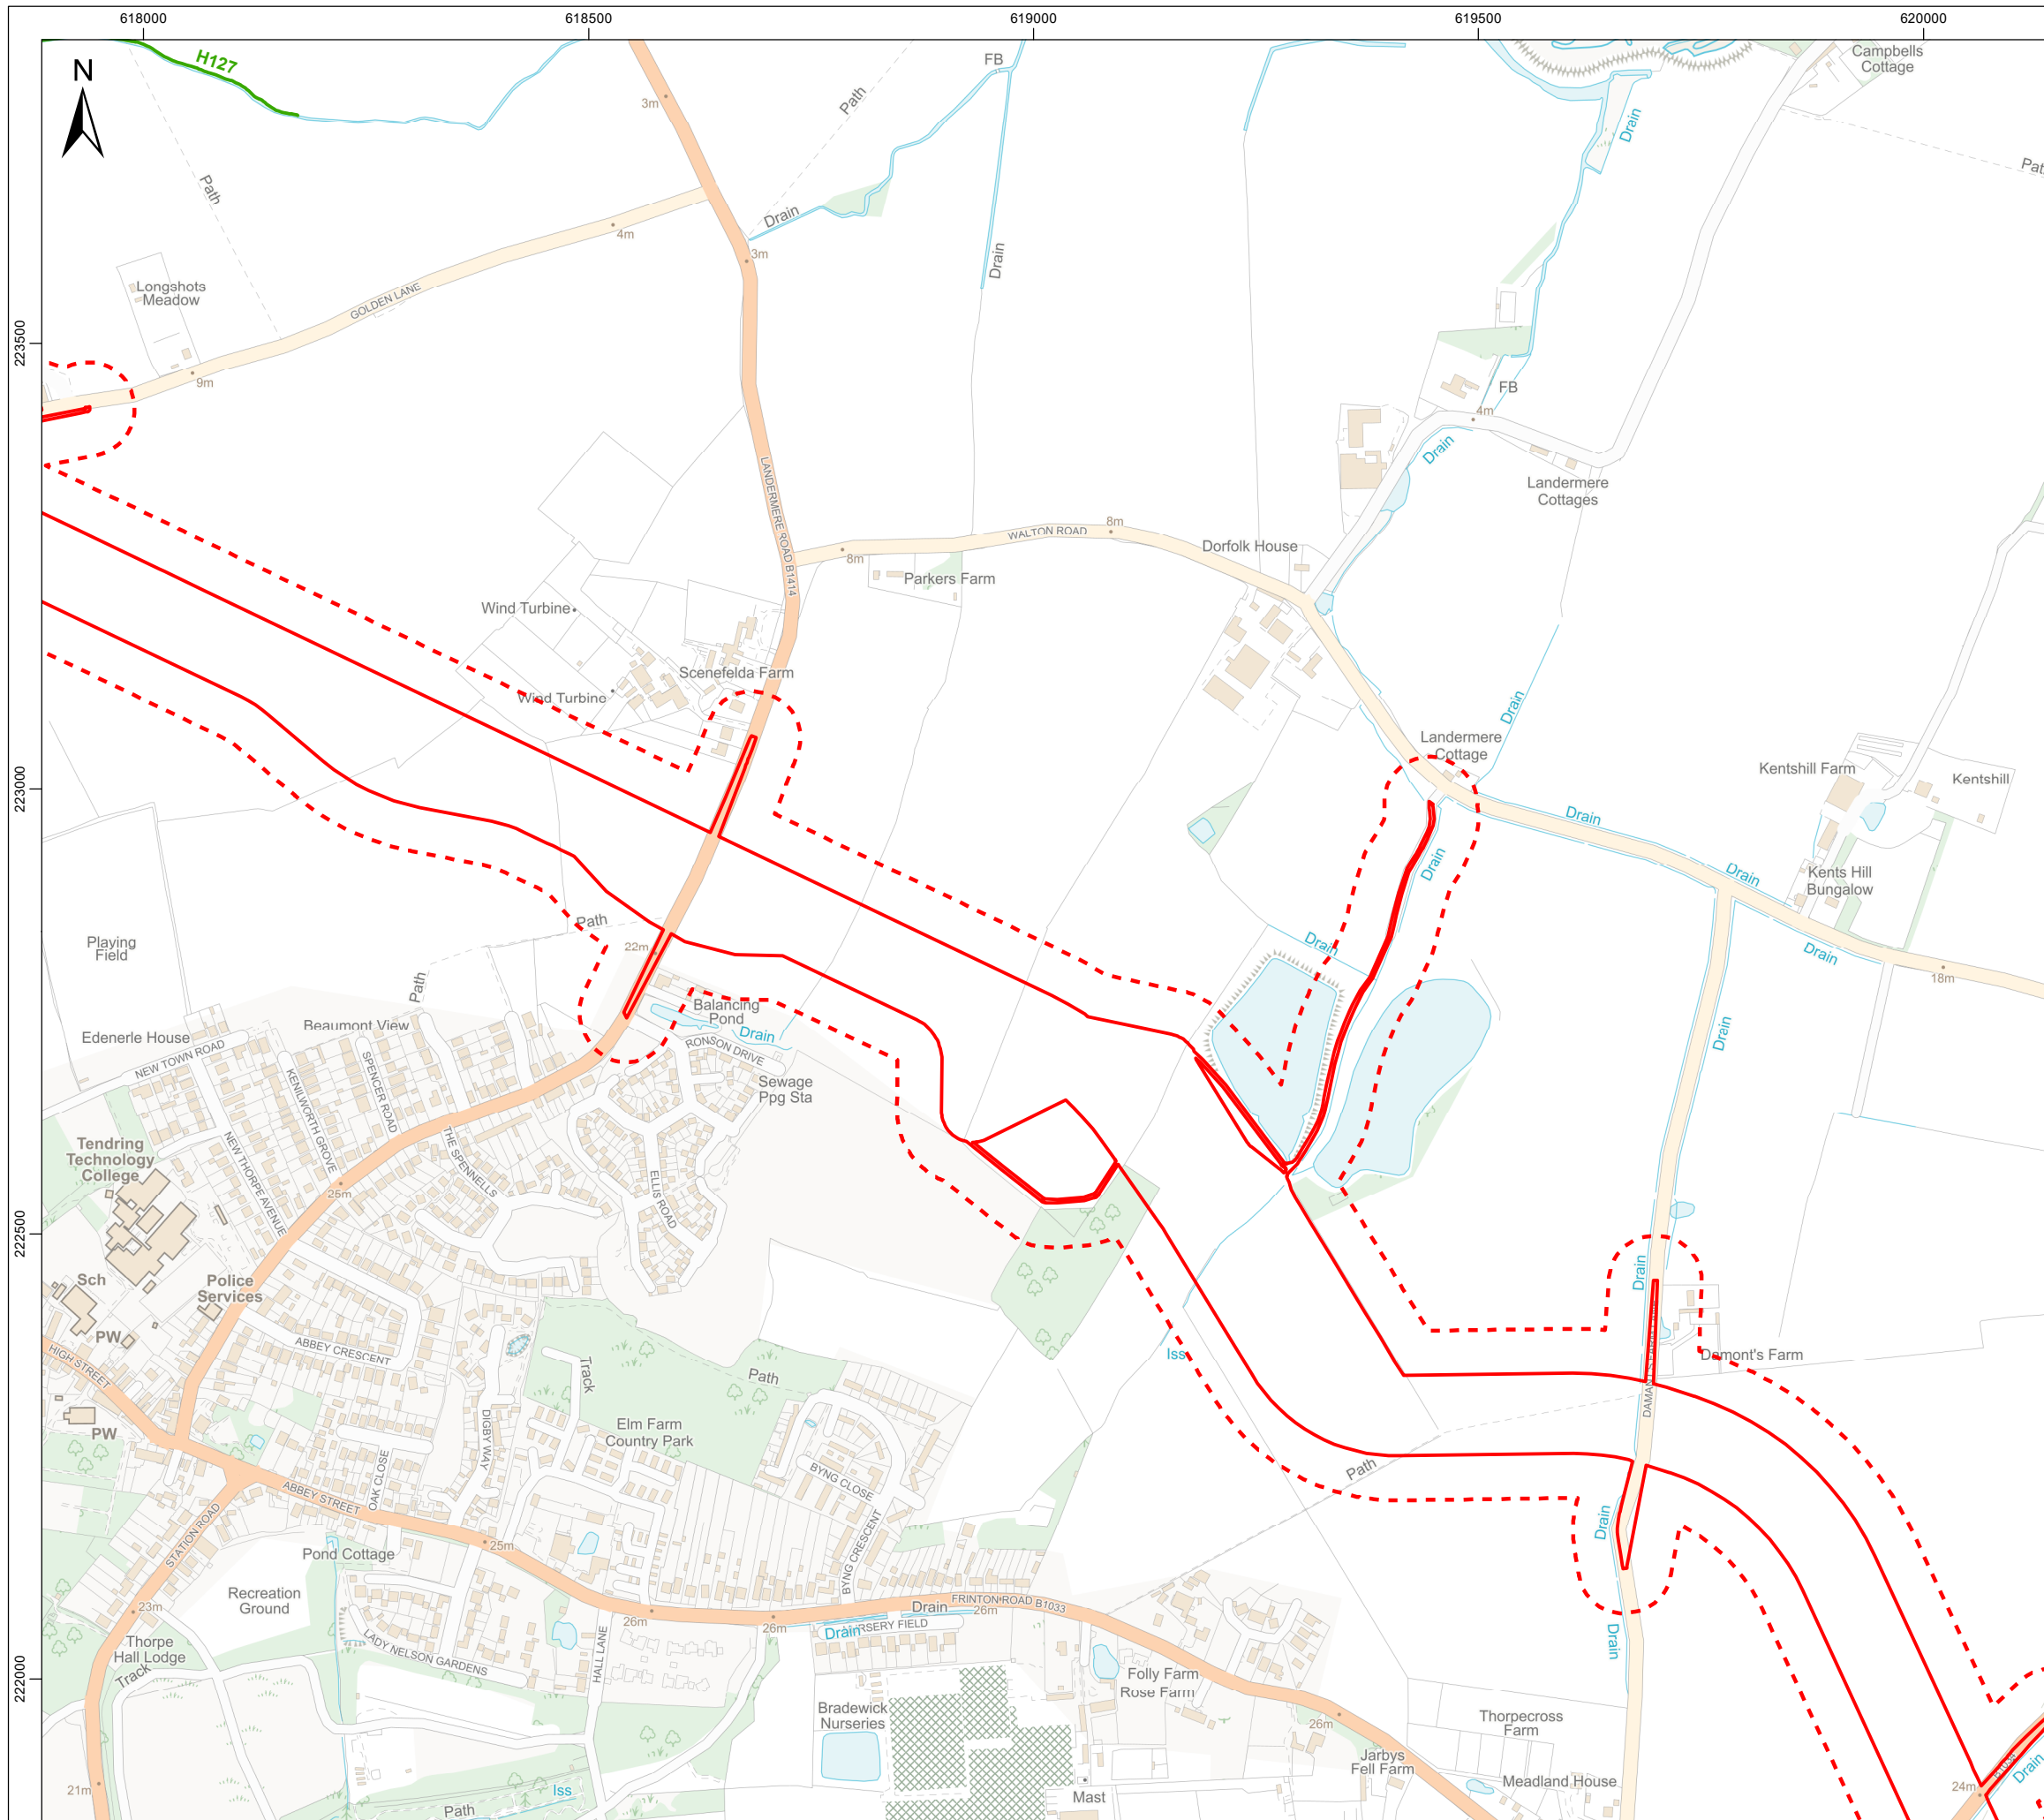 618000
618500
619000
619500
620000
N
H127
3m
FB
Path
Drain
Campbells
Cottage
Path
Drain
3m
4m
Longshots
Meadow
GOLDEN LANE
Drain
223500
9m
FB
4m
Drain
LANDERMERE ROAD B1414
Landermere
Cottages
8m
WALTON ROAD
8m
Dorfolk House
Parkers Farm
Wind Turbine
Scenefelda Farm
Wind Turbine
Drain
Landermere
Cottage
Kentshill Farm
Kentshill
223000
Drain
Drain
Drain
Kents Hill
Bungalow
Path
Playing
Field
22m
Drain
Drain
18m
Path
Balancing
Pond
Drain
Edenerle House
Beaumont View
NEW TOWN ROAD
RONSON DRIVE
Drain
KENILWORTH GROVE
SPENCER ROAD
Sewage
Ppg Sta
Tendring
Technology
College
NEW THORPE AVENUE
THE SPENNELLS
25m
ELLIS ROAD
222500
Sch
Police
Services
Drain
PW
HIGH STREET
ABBEY CRESCENT
Track
Path
Iss
Damont's Farm
PW
DIGBY WAY
Elm Farm
Country Park
OAK CLOSE
BYNG CLOSE
Path
ABBEY STREET
STATION ROAD
Drain
25m
Pond Cottage
BYNG CRESCENT
Recreation
Ground
23m
26m
26m
Drain
26m
FRINTON ROAD B1033
Drain
Drain
LADY NELSON GARDENS
HALL LANE
Thorpe
Hall Lodge
Track
222000
Folly Farm
Rose Farm
Bradewick
Nurseries
26m
Thorpecross
Farm
Jarbys
Fell Farm
Meadland House
24m
Drain
21m
Iss
Path
Mast